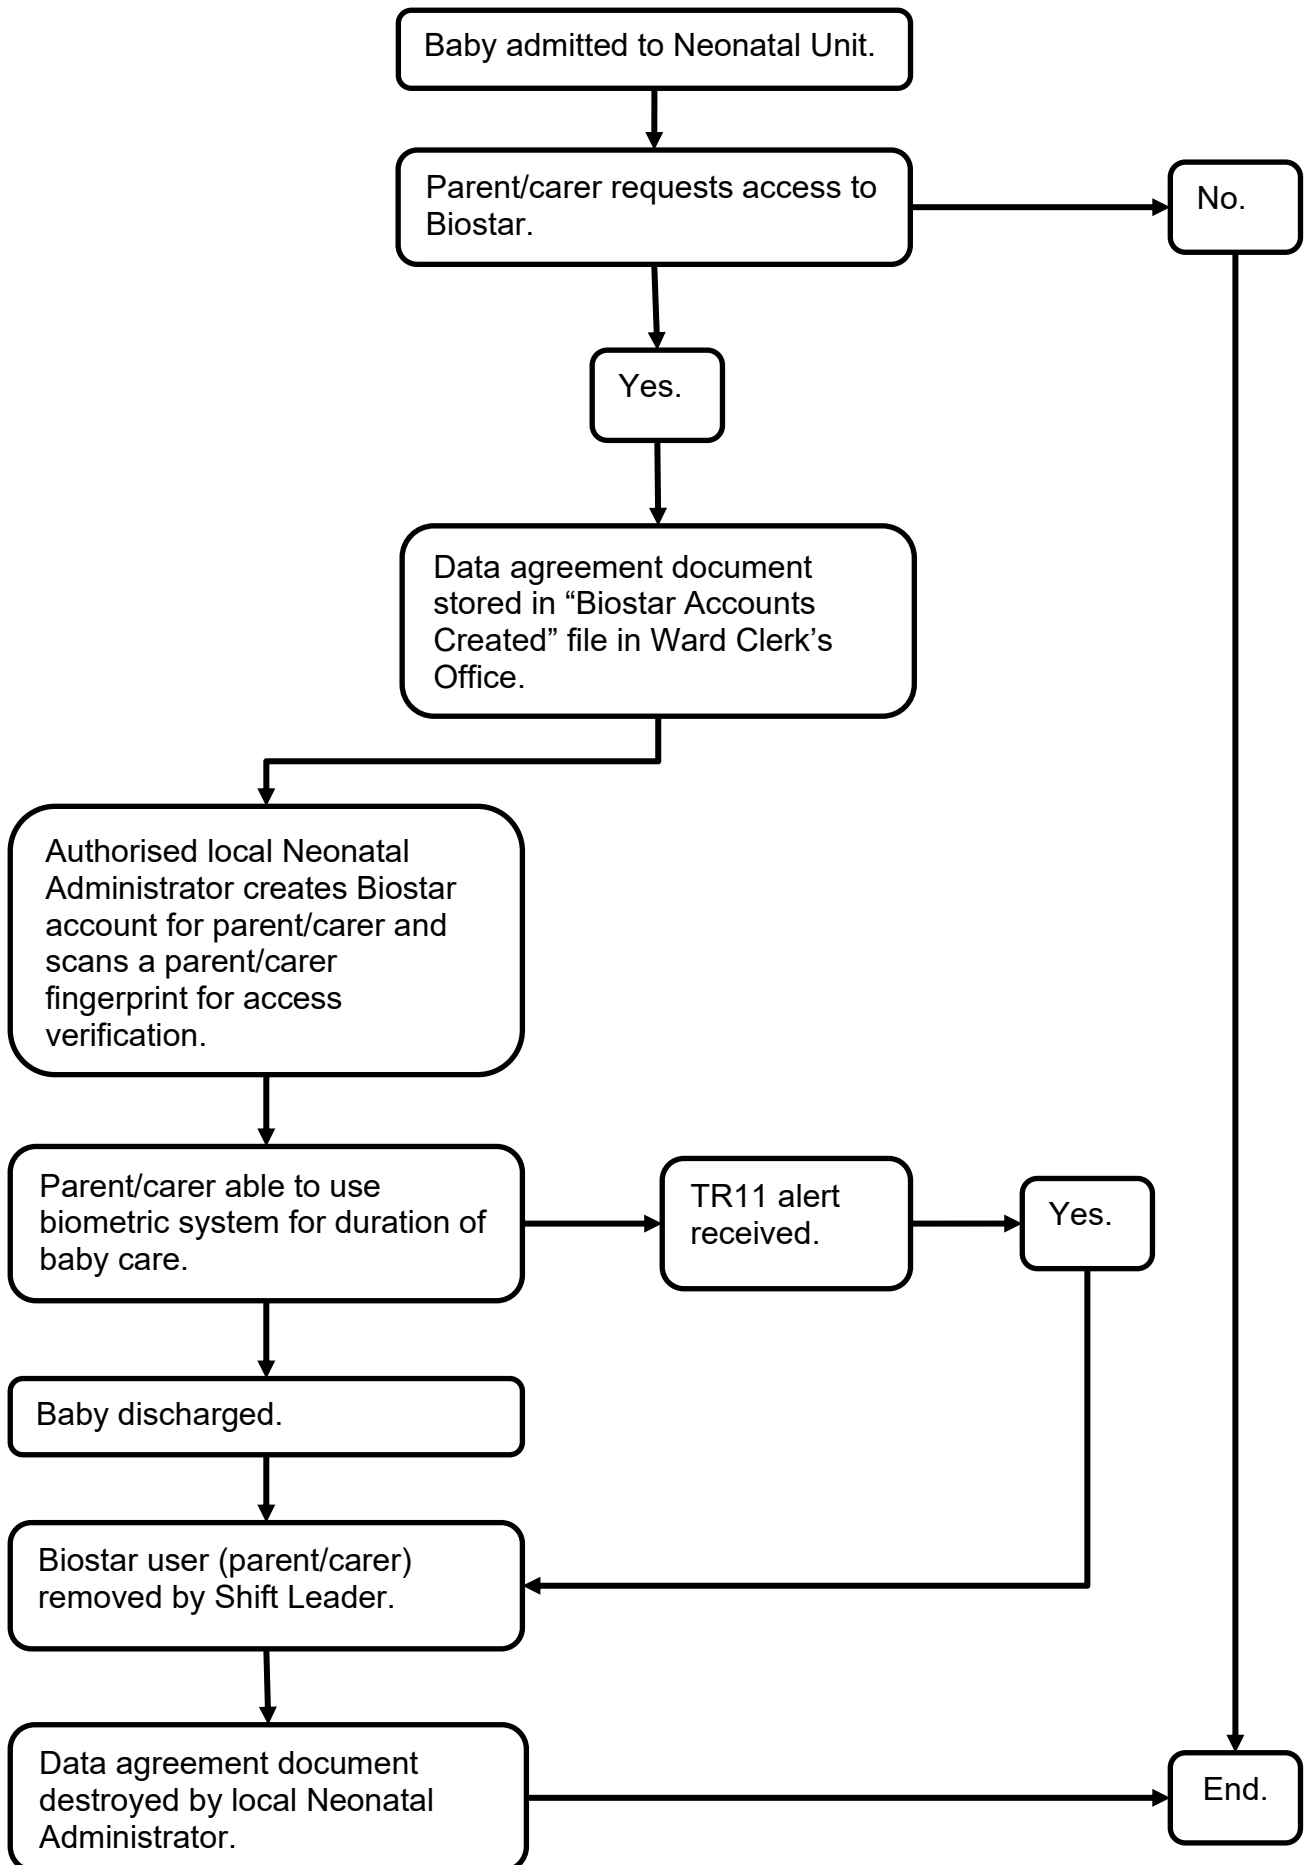 Baby admitted to Neonatal Unit.
Parent/carer requests access to
Biostar.
No.
Yes.
Data agreement document
stored in “Biostar Accounts
Created” file in Ward Clerk’s
Office.
Authorised local Neonatal
Administrator creates Biostar
account for parent/carer and
scans a parent/carer
fingerprint for access
verification.
Parent/carer able to use
biometric system for duration of
baby care.
TR11 alert
received.
Yes.
Baby discharged.
Biostar user (parent/carer)
removed by Shift Leader.
Data agreement document
destroyed by local Neonatal
Administrator.
End.